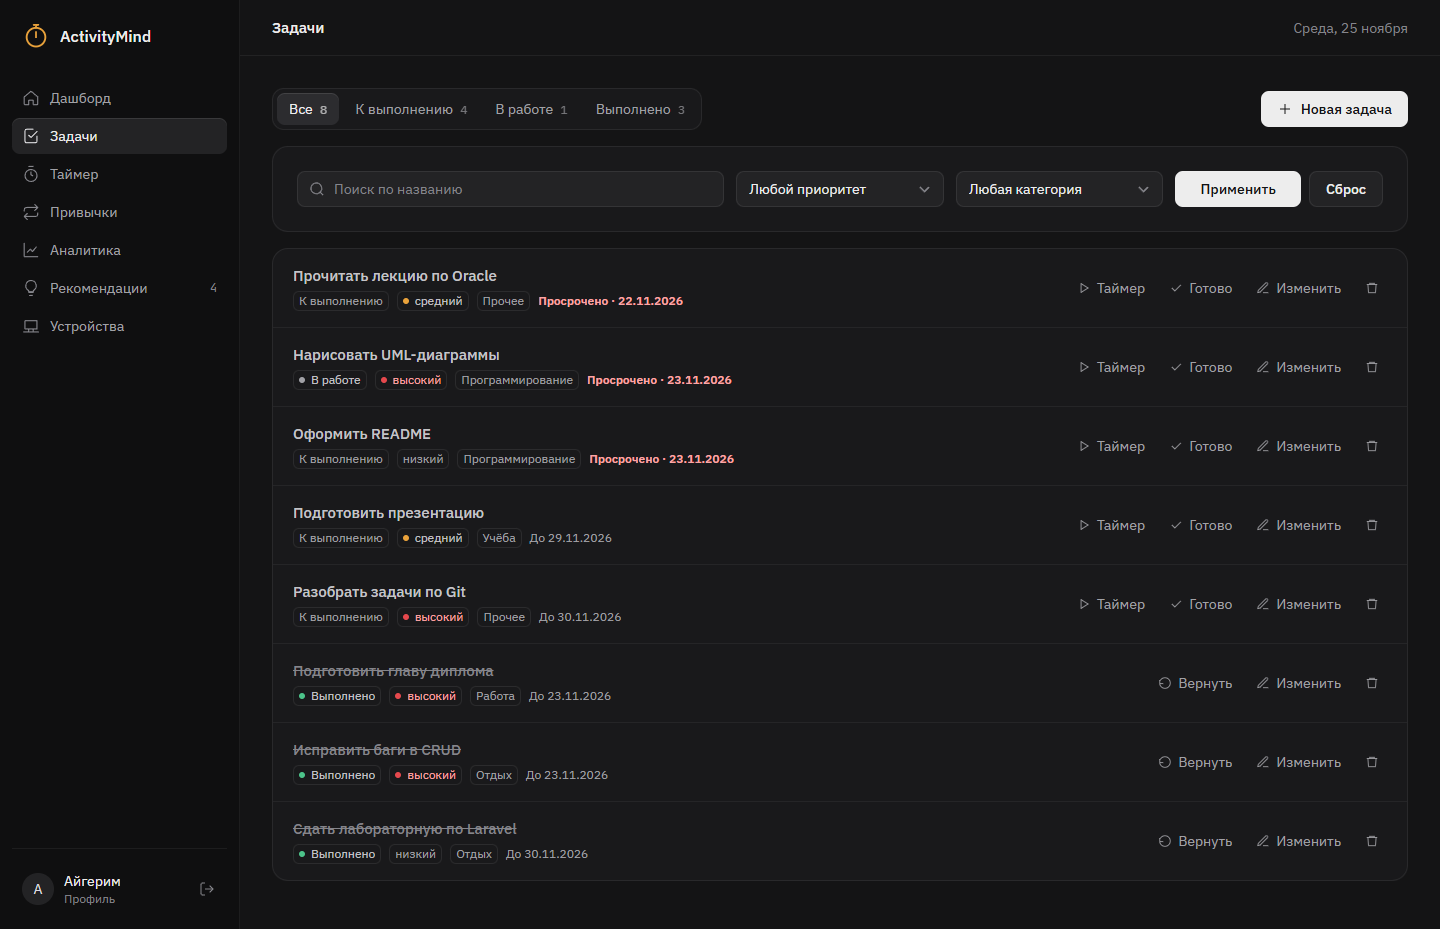 ActivityMind
Дашборд
Задачи
Таймер
Привычки
Аналитика
Рекомендации 4
Устройства
А
Айгерим
Профиль
Задачи
Среда, 25 ноября
Все 8 К выполнению 4 В работе 1 Выполнено 3
Новая задача
Поиск по названию Любой приоритет Любая категория Применить Сброс
Прочитать лекцию по Oracle
К выполнению средний Прочее Просрочено · 22.11.2026
Таймер Готово Изменить
Нарисовать UML-диаграммы
В работе высокий Программирование Просрочено · 23.11.2026
Таймер Готово Изменить
Оформить README
К выполнению низкий Программирование Просрочено · 23.11.2026
Таймер Готово Изменить
Подготовить презентацию
К выполнению средний Учёба До 29.11.2026
Таймер Готово Изменить
Разобрать задачи по Git
К выполнению высокий Прочее До 30.11.2026
Таймер Готово Изменить
Подготовить главу диплома
Выполнено высокий Работа До 23.11.2026
Вернуть Изменить
Исправить баги в CRUD
Выполнено высокий Отдых До 23.11.2026
Вернуть Изменить
Сдать лабораторную по Laravel
Выполнено низкий Отдых До 30.11.2026
Вернуть Изменить